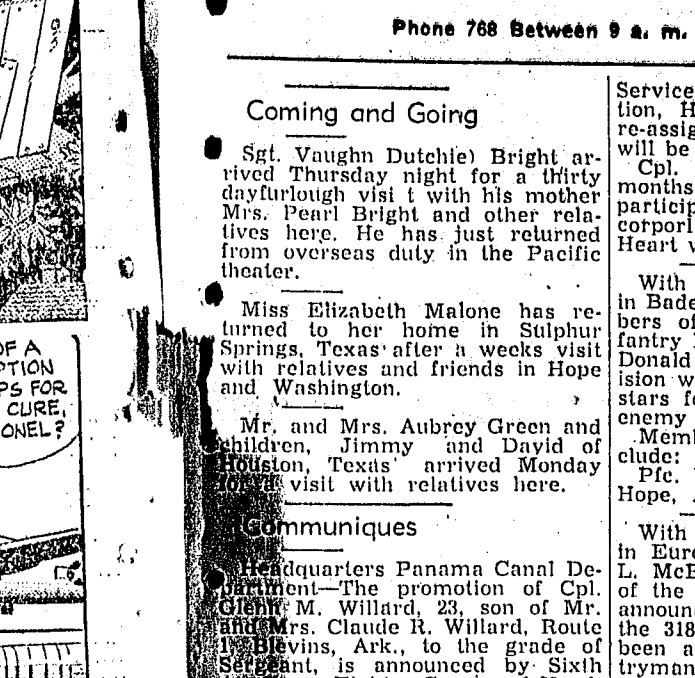 Phone 768 Between 9 a. m.
Coming and Going
Sgt. Vaughn Dutchie) Bright ar-
rived Thursday night for a thirty
dayfurlough visi t with his mother
Mrs. Pearl Bright and other rela-
tives here. He has just returned
from overseas duty in the Pacific
theater.
Miss Elizabeth Malone has re-
turned to her home in Sulphur
Springs, Texas after a weeks visit
with relatives and friends in Hope
and Washington.
Mr. and Mrs. Aubrey Green and
children, Jimmy and David of
Houston, Texas arrived Monday
for a visit with relatives here.
Communiques
Headquarters Panama Canal De-
partment—The promotion of Cpl.
Glenn M. Willard, 23, son of Mr.
and Mrs. Claude R. Willard, Route
1, Blevins, Ark., to the grade of
Sergeant, is announced by Sixth
Service
tion, H
re-assig
will be
Cpl.
months
particip
corporl
Heart v
With
in Bade
bers of
fantry
Donald
ision w
stars fo
enemy
Memb
clude:
Pfc.
Hope,
With
in Euro
L. McE
of the
announ
the 318
been a
tryman
OF A
PTION
PS FOR
CURE,
ONEL?